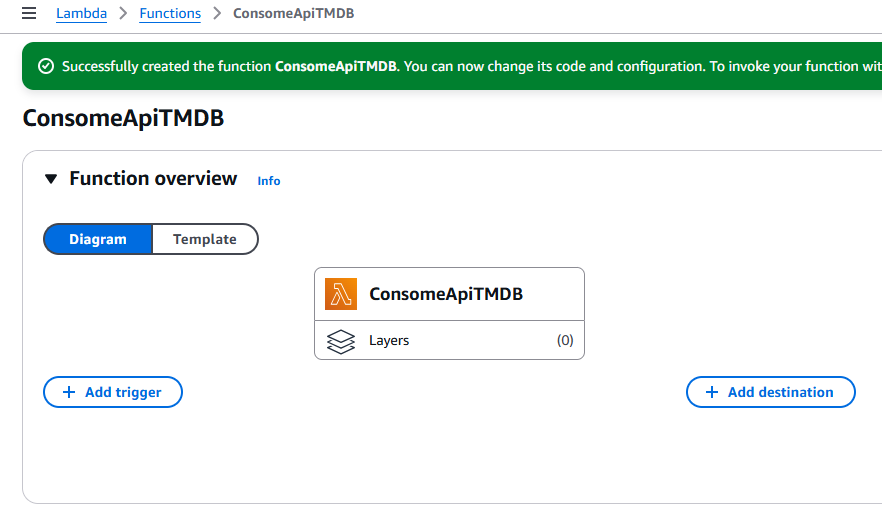 Lambda > Functions > ConsomeApiTMDB
Successfully created the function ConsomeApiTMDB. You can now change its code and configuration. To invoke your function wit
ConsomeApiTMDB
Function overview Info
Diagram Template
ConsomeApiTMDB
Layers (0)
+ Add trigger + Add destination